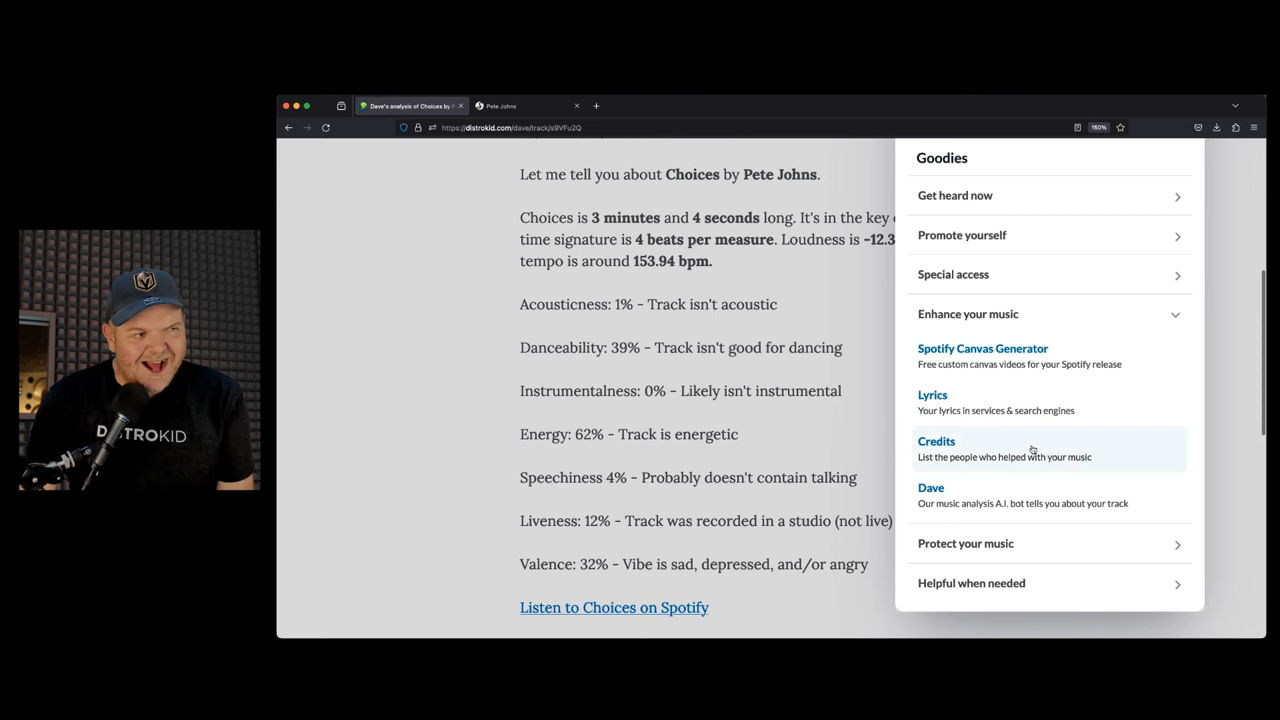 Dave's analysis of Choices by
Pete Johns
https://distrokid.com/dave/track/s9VFu2Q
150%
Let me tell you about Choices by Pete Johns.
Choices is 3 minutes and 4 seconds long. It's in the key
time signature is 4 beats per measure. Loudness is -12.3
tempo is around 153.94 bpm.
Acousticness: 1% - Track isn't acoustic
Danceability: 39% - Track isn't good for dancing
Instrumentalness: 0% - Likely isn't instrumental
Energy: 62% - Track is energetic
Speechiness 4% - Probably doesn't contain talking
Liveness: 12% - Track was recorded in a studio (not live)
Valence: 32% - Vibe is sad, depressed, and/or angry
Listen to Choices on Spotify
Goodies
Get heard now
Promote yourself
Special access
Enhance your music
Spotify Canvas Generator
Free custom canvas videos for your Spotify release
Lyrics
Your lyrics in services & search engines
Credits
List the people who helped with your music
Dave
Our music analysis A.I. bot tells you about your track
Protect your music
Helpful when needed
DISTROKID